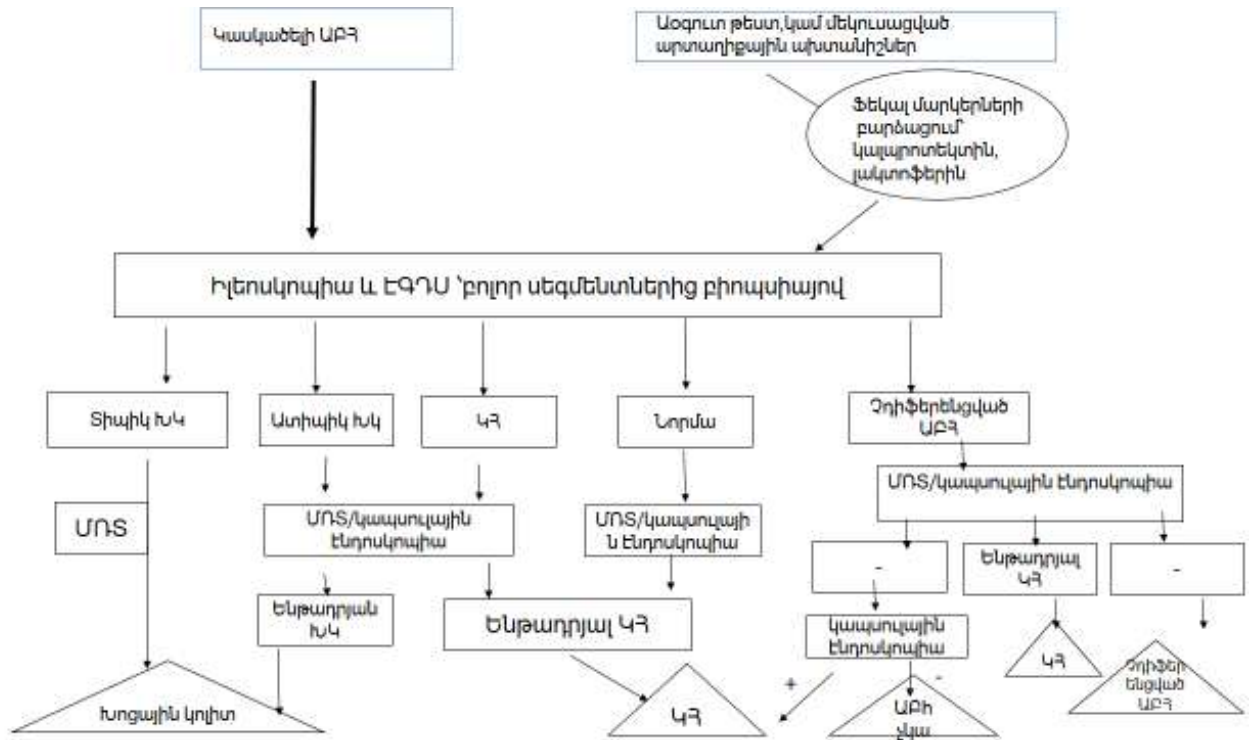 Կասկածելի ԱԲՀ
Աօգուտ թեստ,կամ մեկուսացված
արտաղիքային ախտանիշներ
Ֆեկալ մարկերների
բարձացում՝
կալպրոտեկտին,
լակտոֆերին
Իլեոսկոպիա և ԷԳԴՍ ՝բոլոր սեգմենտներից բիոպսիայով
Տիպիկ ԽԿ
Ատիպիկ Խկ
ԿՀ
Նորմա
Չդիֆերենցված
ԱԲՀ
ՄՌՏ
ՄՌՏ/կապսուլային
էնդոսկոպիա
ՄՌՏ/կապսուլայի
ն էնդոսկոպիա
ՄՌՏ/կապսուլային էնդոսկոպիա
-
Ենթադրյալ
ԿՀ
-
Ենթադրյան
ԽԿ
Ենթադրյալ ԿՀ
կապսուլային
էնդոսկոպիա
+
-
Խոցային կոլիտ
ԿՀ
ԱԲհ
չկա
ԿՀ
Չդիֆեր
ենցված
ԱԲՀ